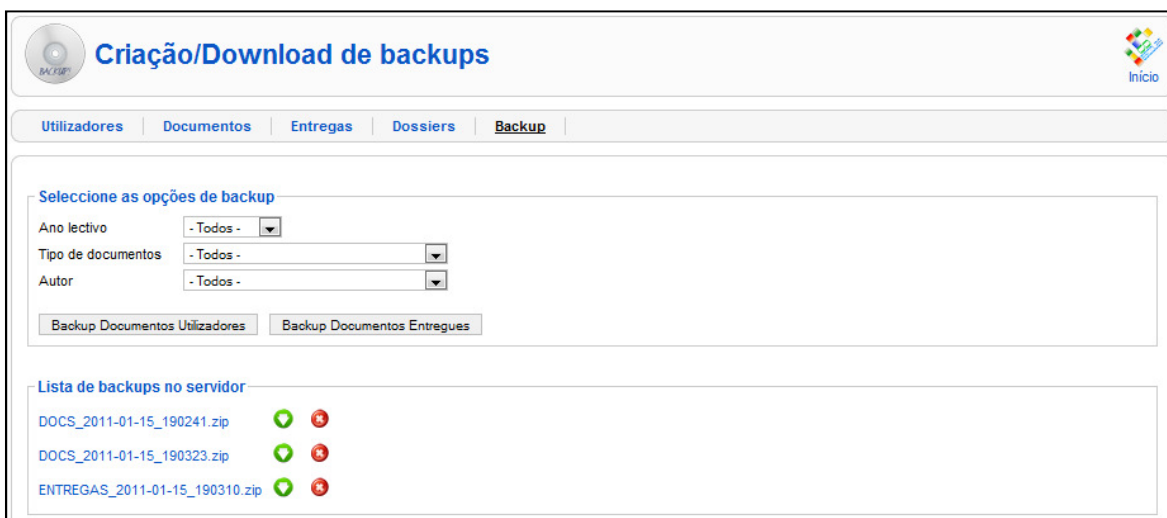 Criação/Download de backups
BACKUPS
Início
Utilizadores Documentos Entregas Dossiers Backup
Seleccione as opções de backup
Ano lectivo - Todos -
Tipo de documentos - Todos -
Autor - Todos -
Backup Documentos Utilizadores Backup Documentos Entregues
Lista de backups no servidor
DOCS_2011-01-15_190241.zip
DOCS_2011-01-15_190323.zip
ENTREGAS_2011-01-15_190310.zip